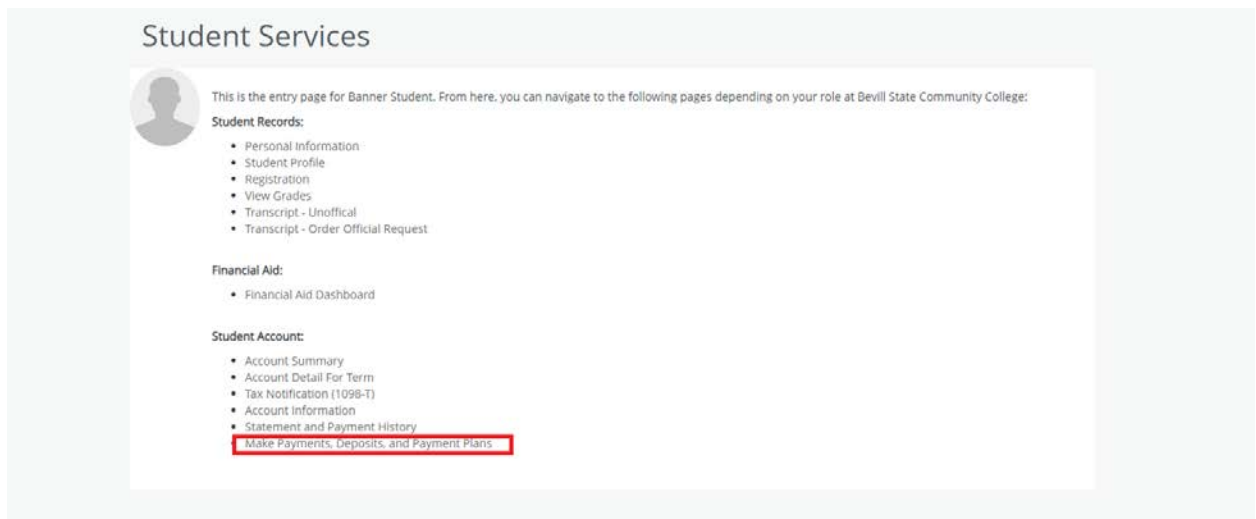 Student Services
This is the entry page for Banner Student. From here, you can navigate to the following pages depending on your role at Bevill State Community College:
Student Records:
Personal Information
Student Profile
Registration
View Grades
Transcript - Unoffical
Transcript - Order Official Request
Financial Aid:
Financial Aid Dashboard
Student Account:
Account Summary
Account Detail For Term
Tax Notification (1098-T)
Account Information
Statement and Payment History
Make Payments, Deposits, and Payment Plans